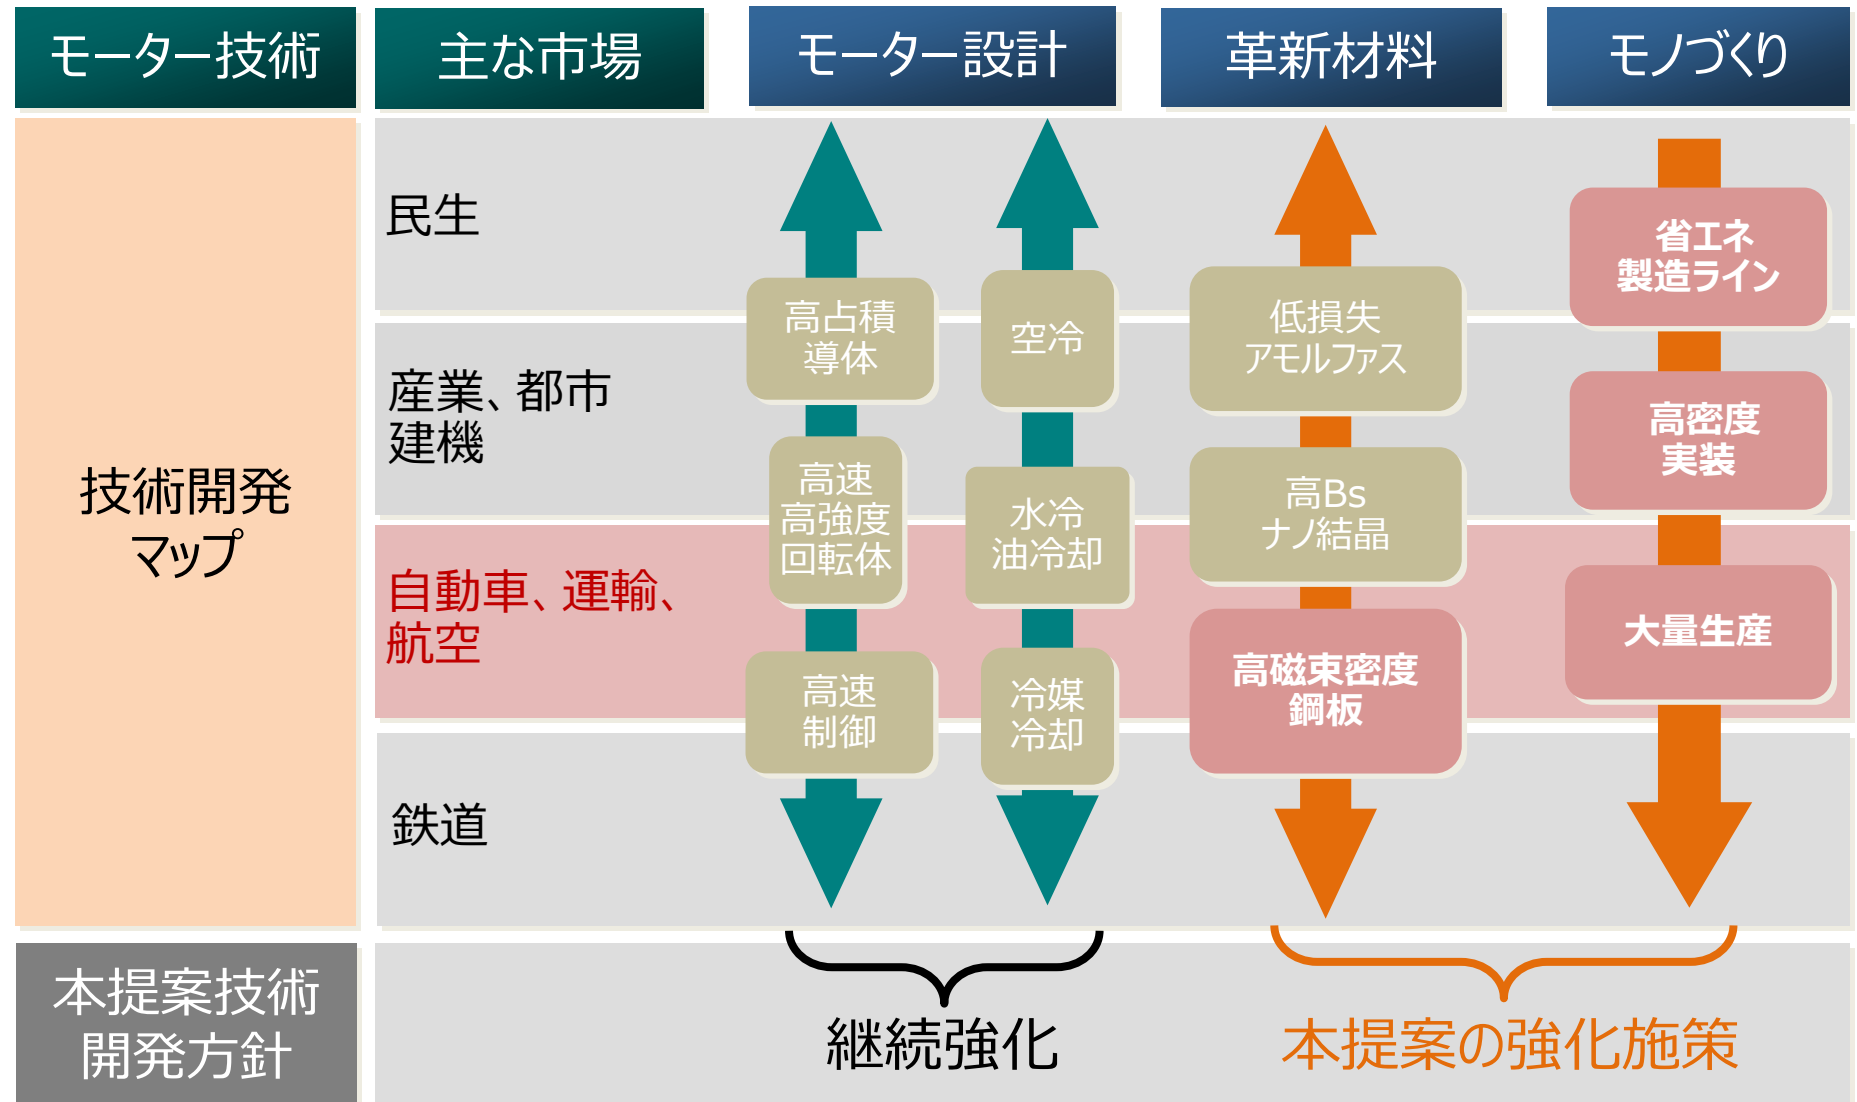 モーター技術
主な市場
モーター設計
革新材料
モノづくり
技術開発
マップ
民生
産業、都市
建機
自動車、運輸、
航空
鉄道
高占積
導体
高速
高強度
回転体
高速
制御
空冷
水冷
油冷却
冷媒
冷却
低損失
アモルファス
高Bs
ナノ結晶
高磁束密度
鋼板
省エネ
製造ライン
高密度
実装
大量生産
本提案技術
開発方針
継続強化
本提案の強化施策